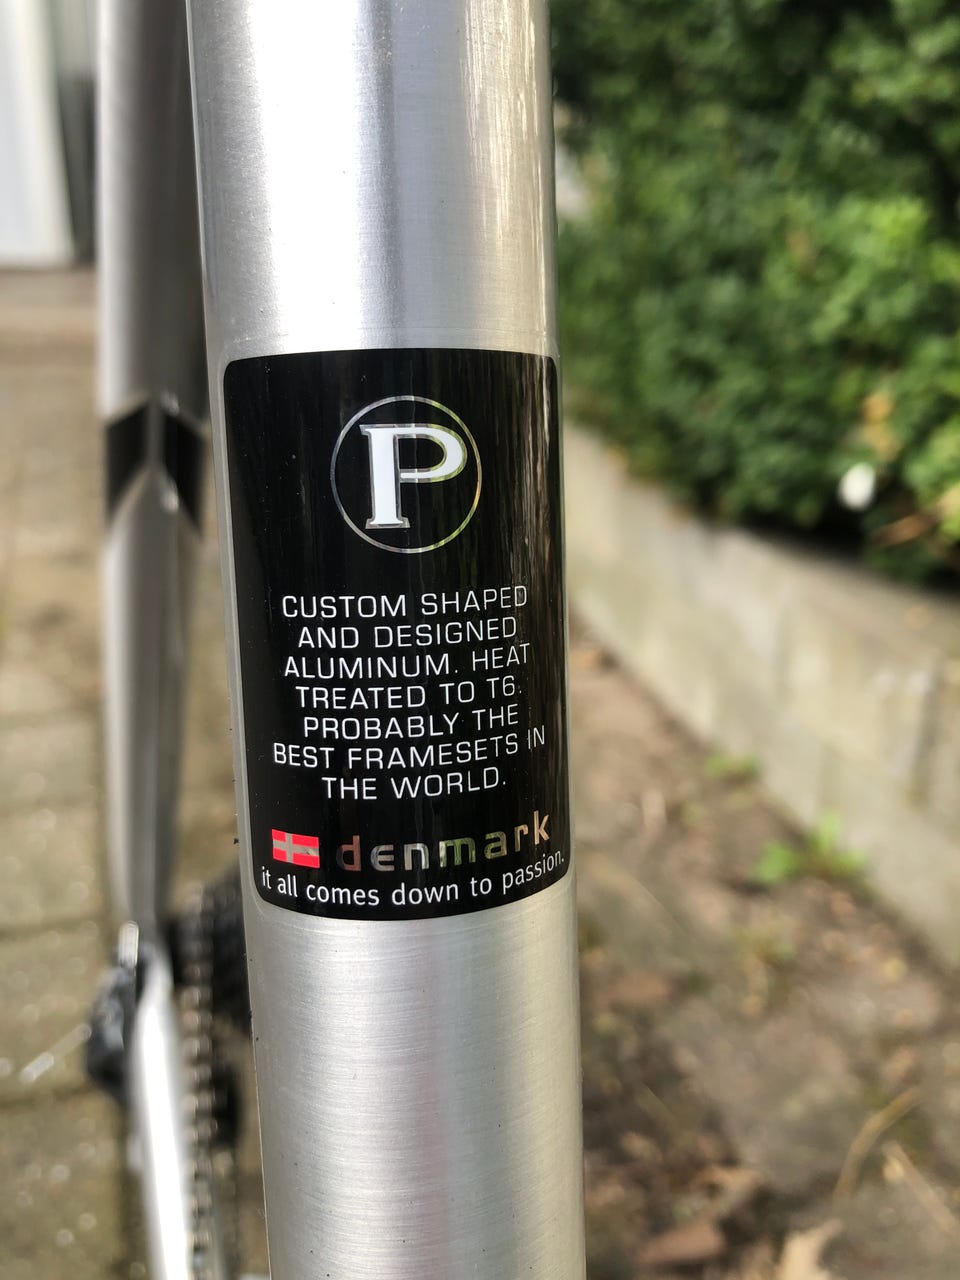 P
CUSTOM SHAPED
AND DESIGNED
ALUMINUM. HEAT
TREATED TO T6.
PROBABLY THE
BEST FRAMESETS IN
THE WORLD.
denmark
it all comes down to passion.